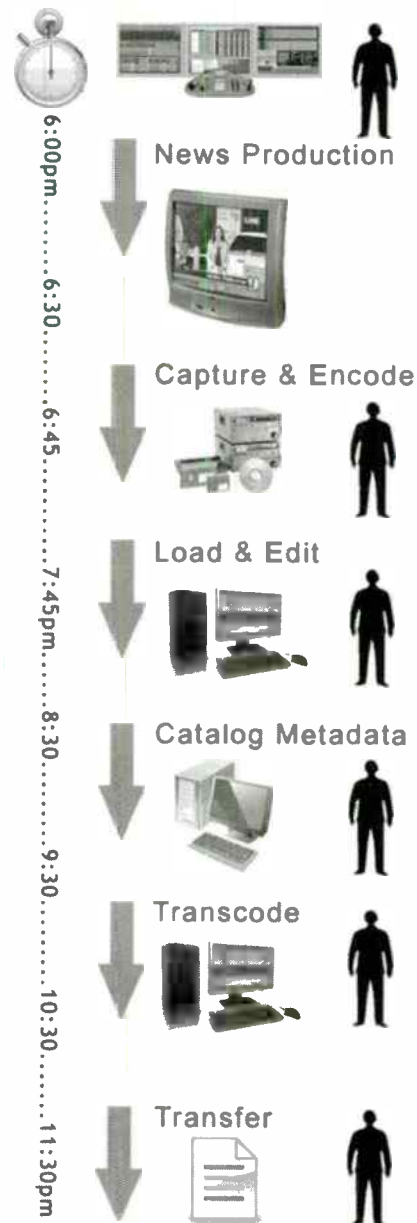 6:00pm........6:30........6:45...........7:45pm......8:30.........9:30.........10:30.......11:30pm
News Production
Capture & Encode
Load & Edit
Catalog Metadata
Transcode
Transfer